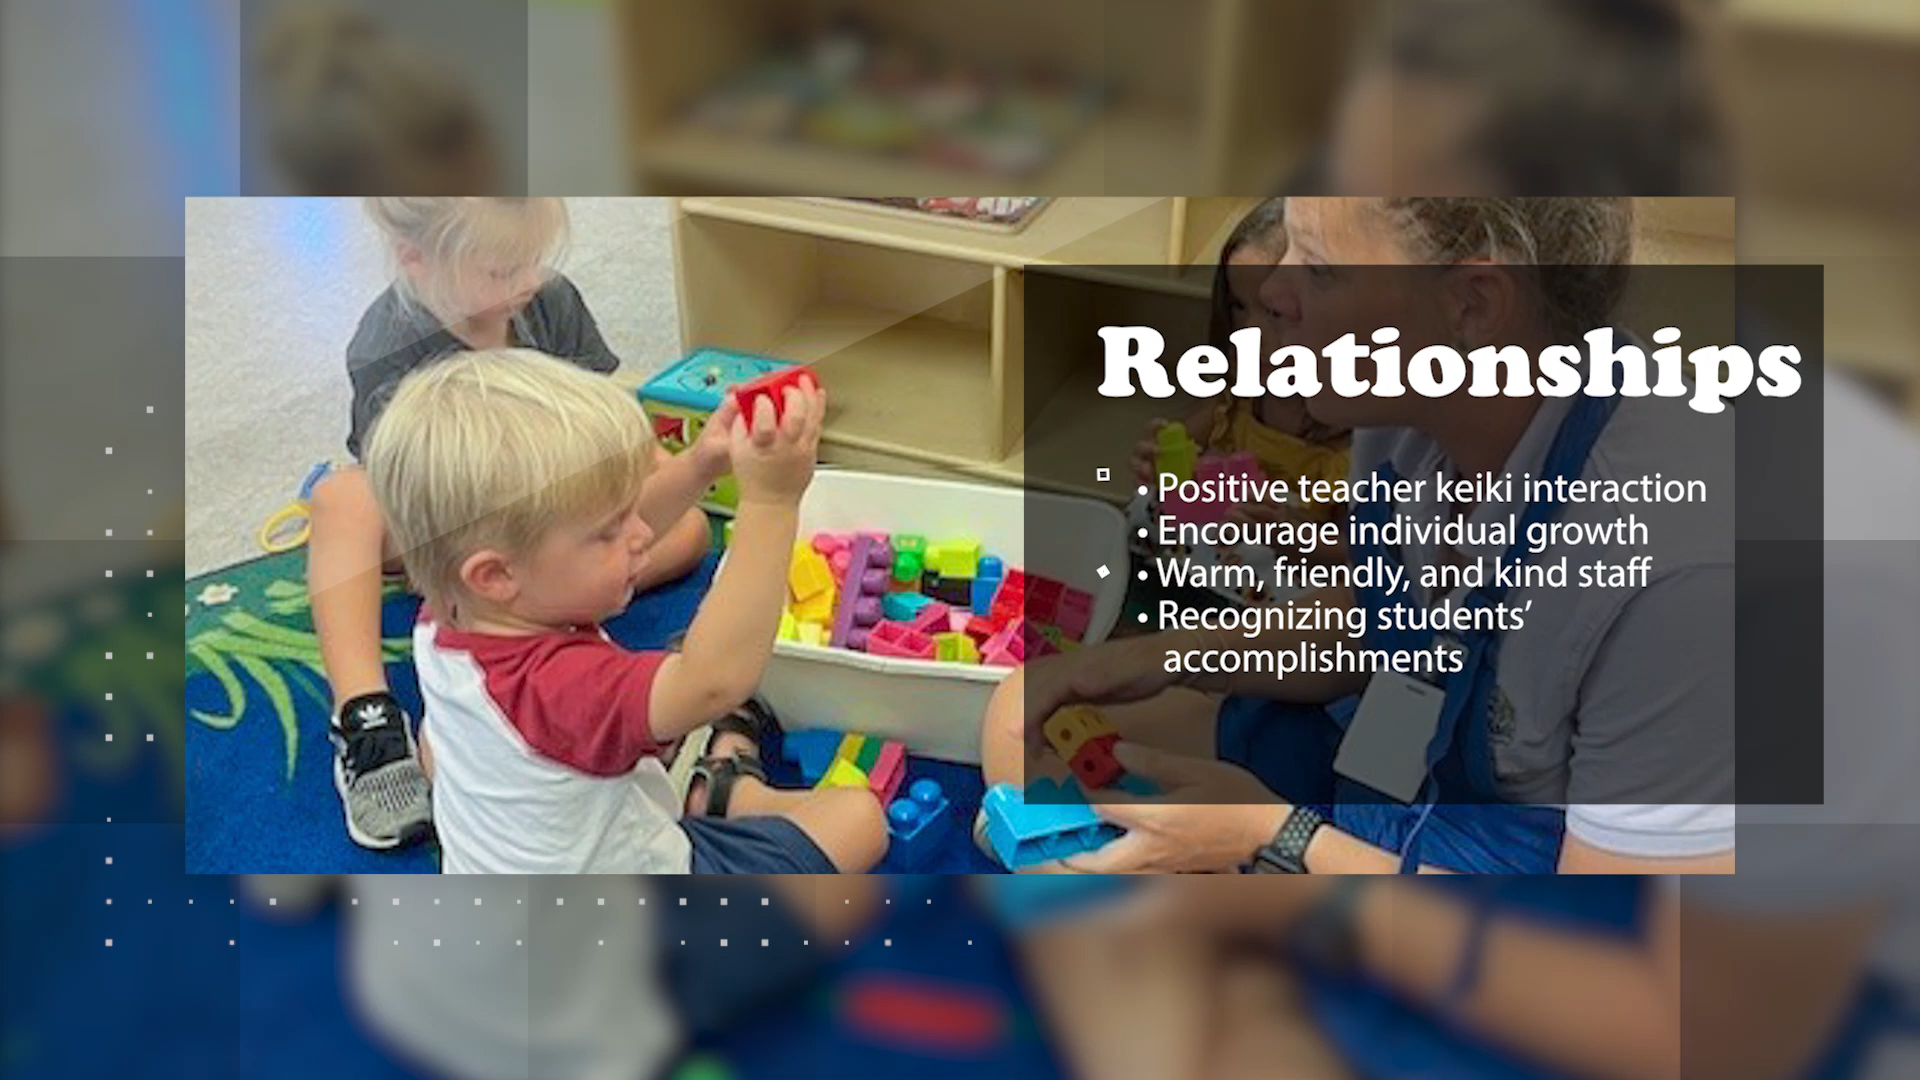 Relationships
• Positive teacher keiki interaction
• Encourage individual growth
• Warm, friendly, and kind staff
• Recognizing students’
accomplishments